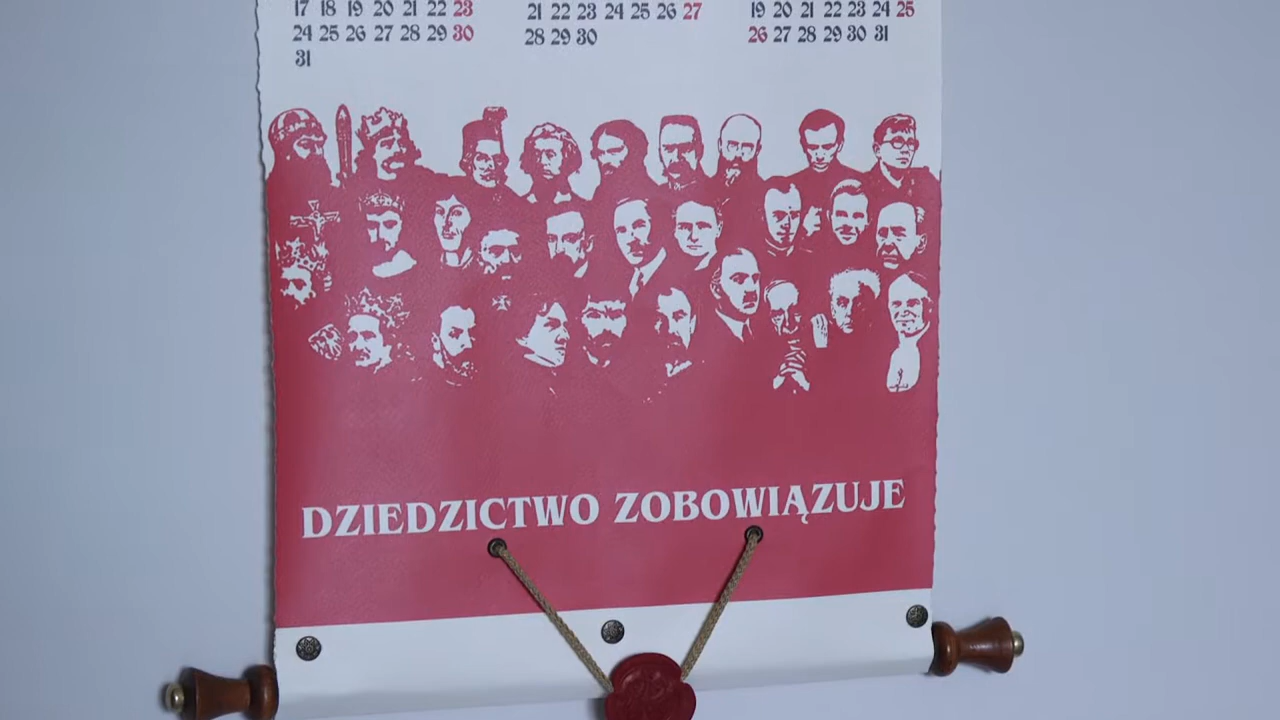 17 18 19 20 21 22 23
24 25 26 27 28 29 30
31
21 22 23 24 25 26 27
28 29 30
19 20 21 22 23 24 25
26 27 28 29 30 31
DZIEDZICTWO ZOBOWIĄZUJE